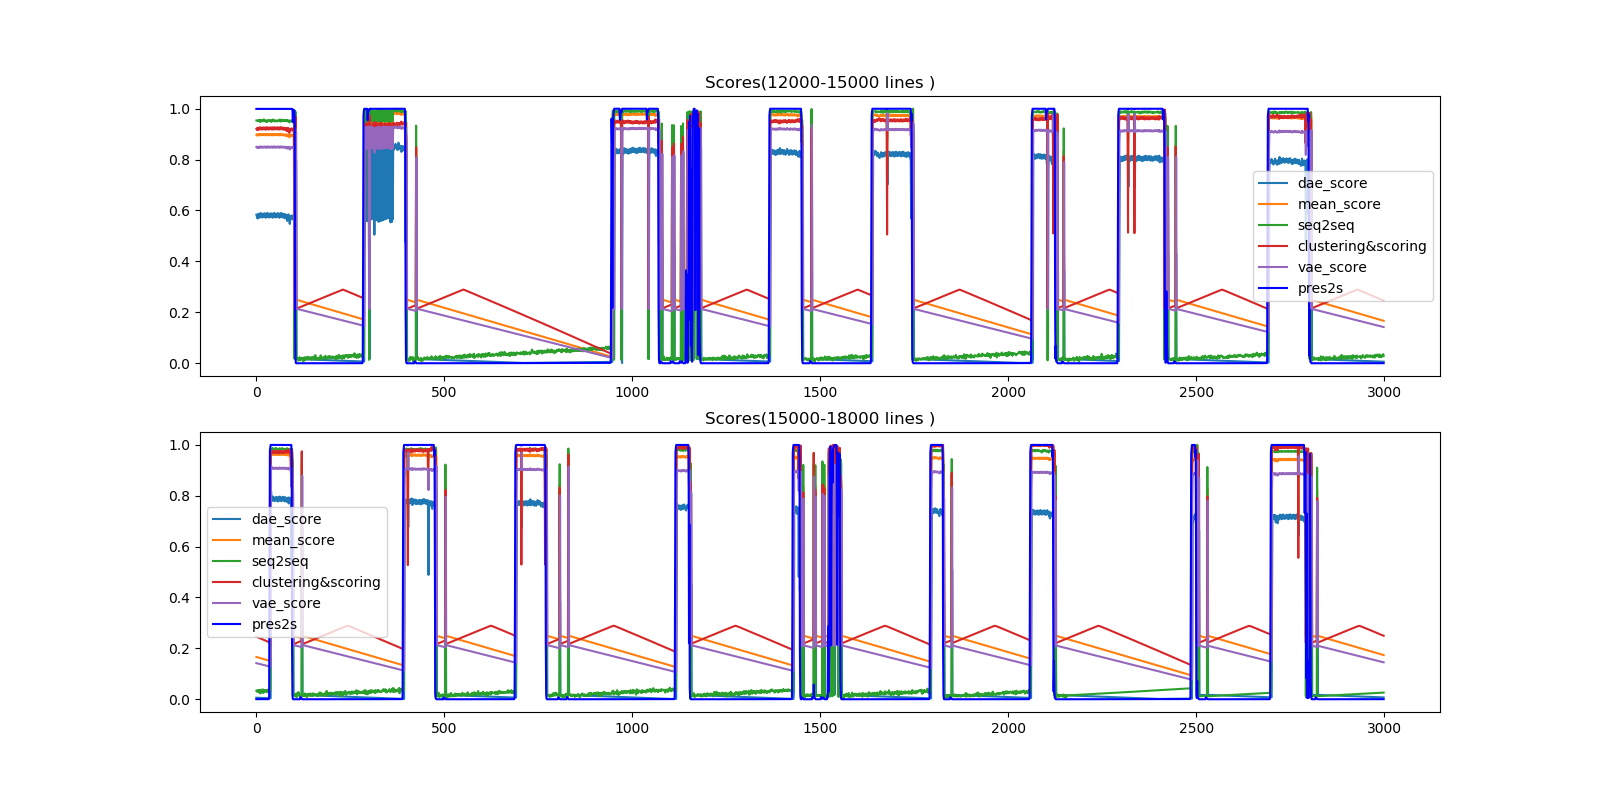 Scores(12000-15000 lines )
1.0
0.8
0.6
0.4
0.2
0.0
dae_score
mean_score
seq2seq
clustering&scoring
vae_score
pres2s
0 500 1000 1500 2000 2500 3000
Scores(15000-18000 lines )
1.0
0.8
0.6
0.4
0.2
0.0
dae_score
mean_score
seq2seq
clustering&scoring
vae_score
pres2s
0 500 1000 1500 2000 2500 3000